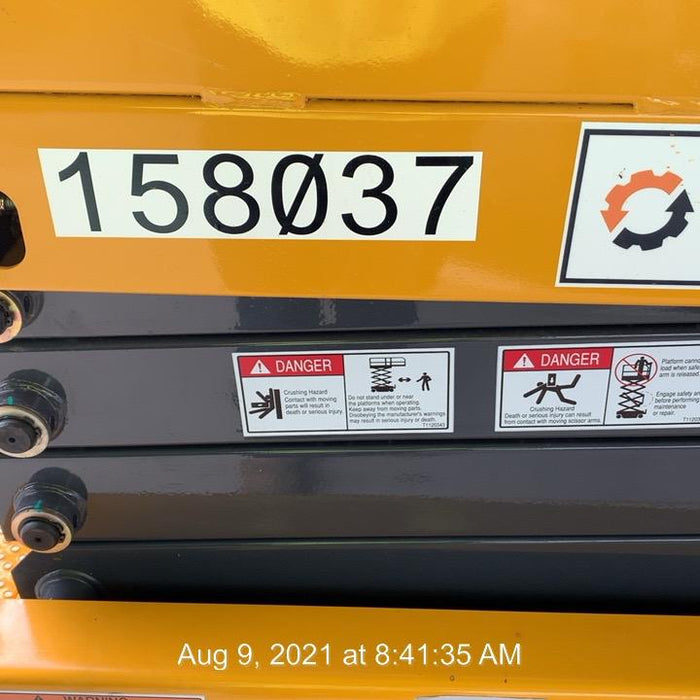 158037
DANGER
Crushing Hazard
Contact with moving
parts will result in
death or serious injury.
Do not stand under or near
the platforms when operating.
Keep away from moving parts.
Disobeying the manufacturer's warnings
may result in serious injury or death.
T1120343
DANGER
Crushing Hazard
Death or serious injury can result
from contact with moving scissor arms.
Platform
load when
arm is released.
Engage safety
before performing
maintenance
or repair.
Aug 9, 2021 at 8:41:35 AM
WARNING